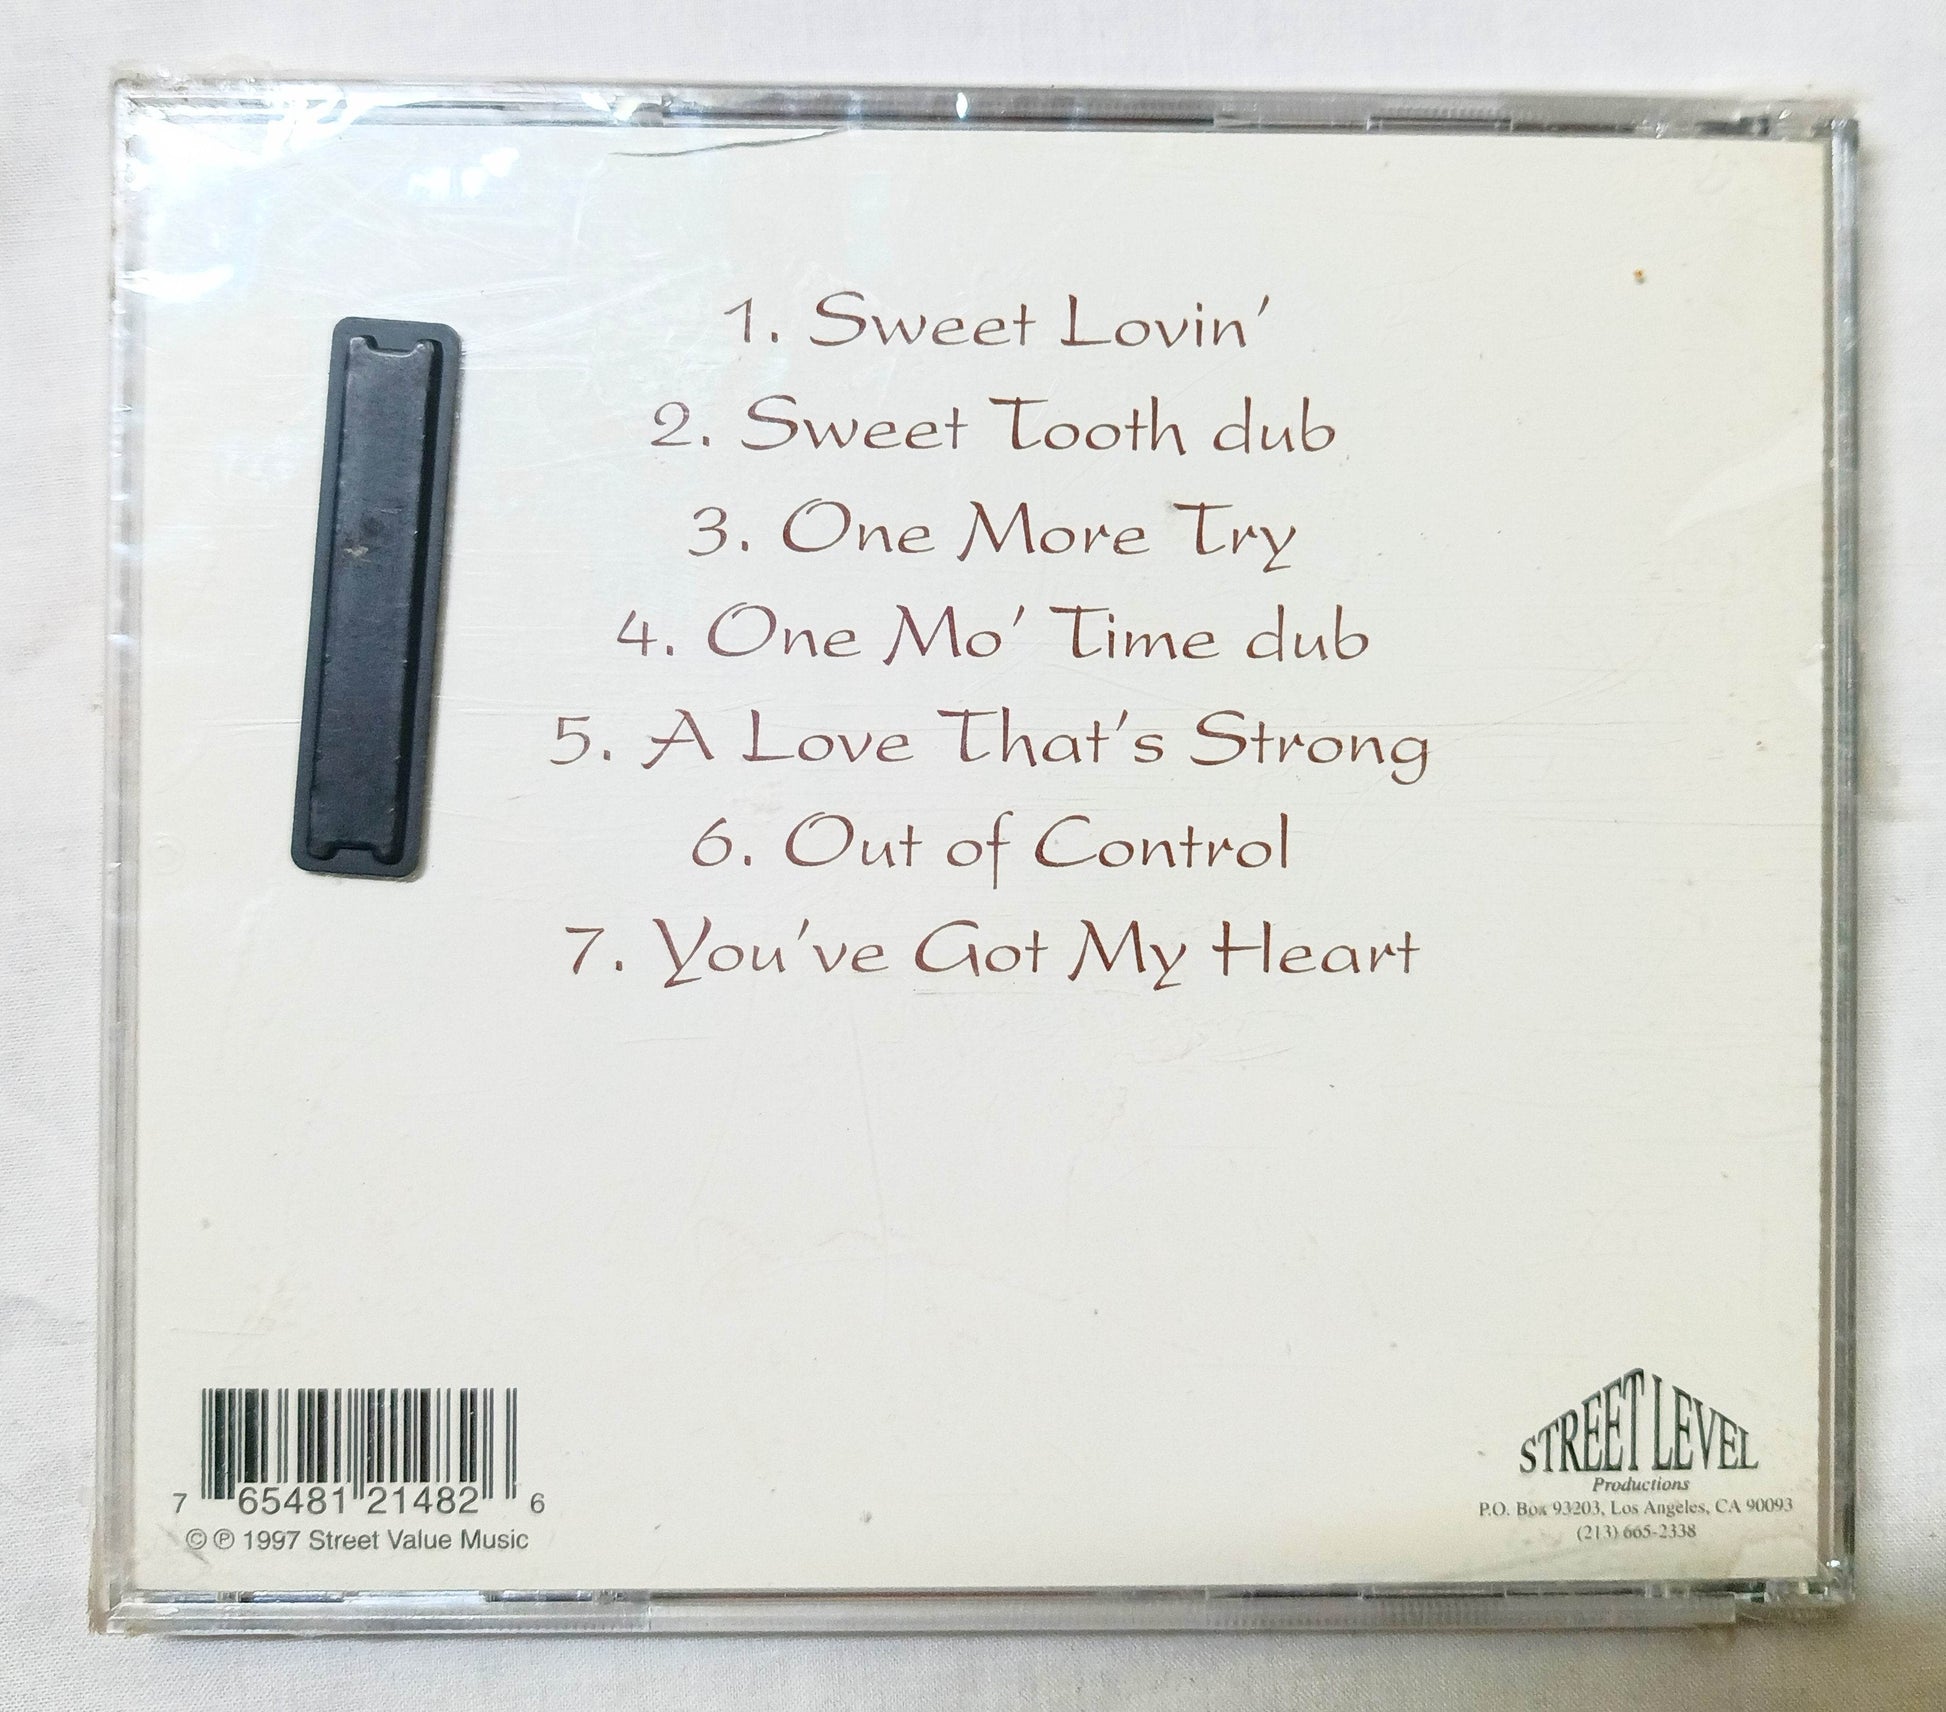 1. Sweet Lovin'
2. Sweet Tooth dub
3. One More Try
4. One Mo' Time dub
5. A Love That's Strong
6. Out of Control
7. You've Got My Heart
7 65481 21482 6
©℗ 1997 Street Value Music
STREET LEVEL
Productions
P.O. Box 93203, Los Angeles, CA 90093
(213) 665-2338